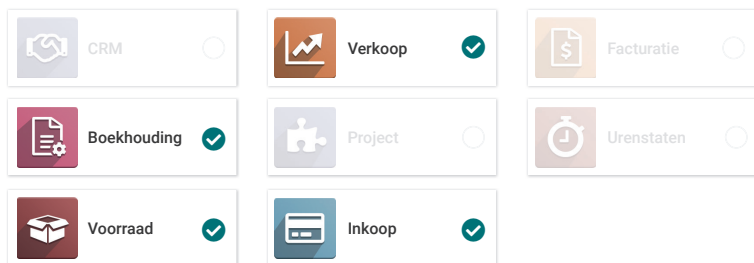 CRM
Verkoop
Facturatie
Boekhouding
Project
Urenstaten
Voorraad
Inkoop